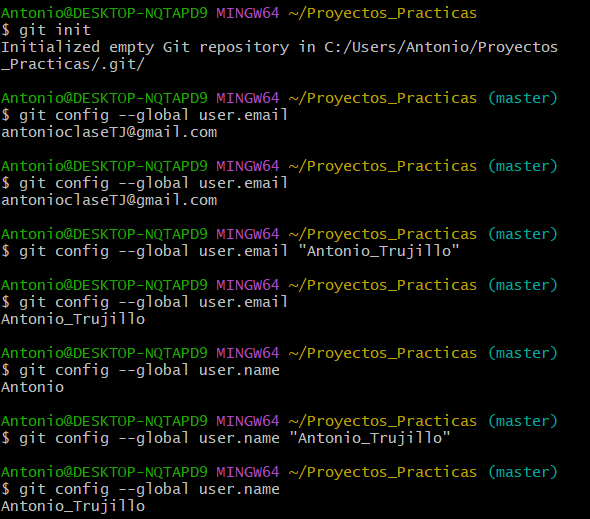 Antonio@DESKTOP-NQTAPD9 MINGW64 ~/Proyectos_Practicas
$ git init
Initialized empty Git repository in C:/Users/Antonio/Proyectos
_Practicas/.git/
Antonio@DESKTOP-NQTAPD9 MINGW64 ~/Proyectos_Practicas (master)
$ git config --global user.email
antonioclaseTJ@gmail.com
Antonio@DESKTOP-NQTAPD9 MINGW64 ~/Proyectos_Practicas (master)
$ git config --global user.email
antonioclaseTJ@gmail.com
Antonio@DESKTOP-NQTAPD9 MINGW64 ~/Proyectos_Practicas (master)
$ git config --global user.email "Antonio_Trujillo"
Antonio@DESKTOP-NQTAPD9 MINGW64 ~/Proyectos_Practicas (master)
$ git config --global user.email
Antonio_Trujillo
Antonio@DESKTOP-NQTAPD9 MINGW64 ~/Proyectos_Practicas (master)
$ git config --global user.name
Antonio
Antonio@DESKTOP-NQTAPD9 MINGW64 ~/Proyectos_Practicas (master)
$ git config --global user.name "Antonio_Trujillo"
Antonio@DESKTOP-NQTAPD9 MINGW64 ~/Proyectos_Practicas (master)
$ git config --global user.name
Antonio_Trujillo